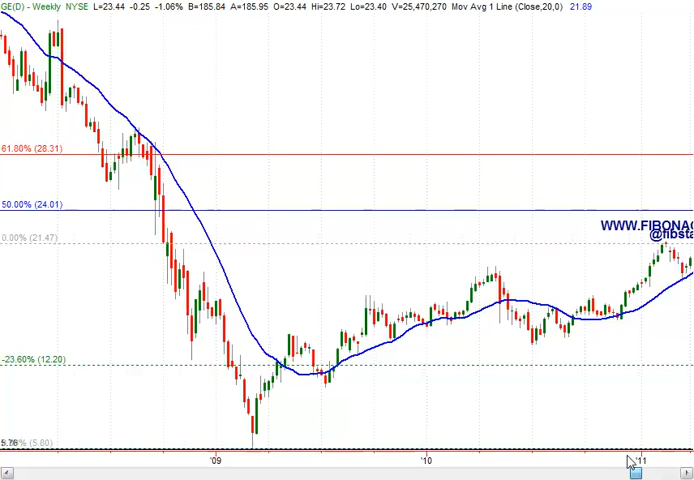 GE(D) - Weekly NYSE L=23.44 -0.25 -1.06% B=185.84 A=185.95 O=23.44 Hi=23.72 Lo=23.40 V=25,470,270 Mov Avg 1 Line (Close,20,0) 21.89
61.80% (28.31)
50.00% (24.01)
WWW.FIBONAC
0.00% (21.47)
@fibsta
-23.60% (12.20)
(5.80)
'09 '10 '11